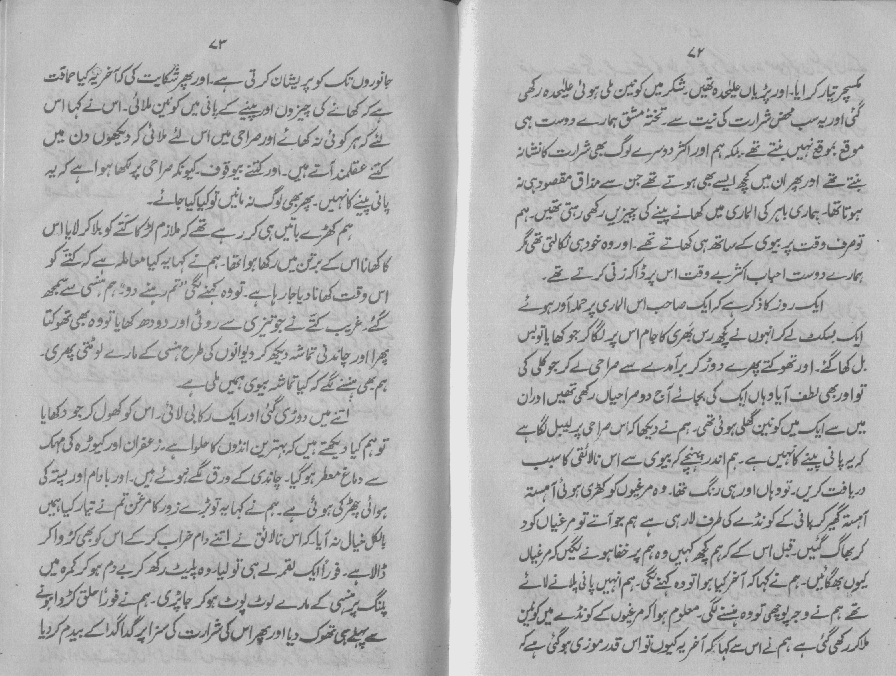 ۷۲
مکسچر تیار کرایا۔ اور پڑیاں علیٰحدہ تھیں۔ شکر میں کونین ملی ہوئی علیٰحدہ رکھی
گئی اور یہ سب محض شرارت کی نیت سے۔ تختۂ مشق ہمارے دوست ہی
موقع بموقع نہیں بنتے تھے۔ بلکہ ہم اور اکثر دوسرے لوگ بھی شرارت کا نشانہ
بنتے تھے اور پھر ان میں کچھ ایسے بھی ہوتے تھے جن سے مذاق مقصود ہی نہ
ہوتا تھا۔ ہماری باہر کی الماری میں کھانے پینے کی چیزیں رکھی رہتی تھیں۔ ہم
تو صرف وقت پر بیوی کے ساتھ ہی کھاتے تھے۔ اور وہ خود ہی نکالتی تھی مگر
ہمارے دوست احباب اکثر بے وقت اس پر ڈاکہ زنی کرتے تھے۔
ایک روز کا ذکر ہے کہ ایک صاحب اس الماری پر حملہ آور ہوئے
ایک بسکٹ لے کر انہوں نے کچھ رس بھری کا جام اس پر لگا کر جو کھایا تو بس
بل کھا گئے۔ اور تھوکتے پھرے دوڑ کر برآمدے سے صراحی لے کر جو کلی کی
تو اور بھی لطف آیا وہاں ایک کی بجائے آج دو صراحیاں رکھی تھیں اور ان
میں سے ایک میں کونین گھلی ہوئی تھی۔ ہم نے دیکھا کہ اس صراحی پر لیبل لگا ہے
کہ یہ پانی پینے کا نہیں ہے۔ ہم اندر پہنچے کہ بیوی سے اس نالائقی کا سبب
دریافت کریں۔ تو وہاں اور ہی رنگ تھا۔ وہ مرغیوں کو کھڑی ہوئی آہستہ
آہستہ گھیر کر پانی کے کونڈے کی طرف لا رہی ہے ہم جو آتے تو مرغیاں کود
کر بھاگ گئیں۔ قبل اس کے کہ ہم کچھ کہیں وہ ہم پر خفا ہونے لگیں کہ مرغیاں
کیوں بھگائیں۔ ہم نے کہا کہ آخر کیا ہوا تو وہ کہنے لگی۔ ہم انہیں پانی پلانے لائے
تھے ہم نے وجہ پوچھی تو وہ ہنسنے لگی۔ معلوم ہوا کہ مرغیوں کے کونڈے میں کونین
ملا کر رکھی گئی ہے ہم نے اس سے کہا کہ آخر یہ کیوں تو اس قدر موذی ہو گئی ہے کہ
۷۳
جانوروں تک کو پریشان کرتی ہے۔ اور پھر شکایت کی کہ آخر یہ کیا حماقت
ہے کہ کھانے کی چیزوں اور پینے کے پانی میں کونین ملائی۔ اس نے کہا اس
لئے کہ ہر کوئی نہ کھائے اور صراحی میں اس لئے ملائی کہ دیکھوں دن میں
کتنے عقلمند آتے ہیں۔ اور کتنے بیوقوف۔ کیونکہ صراحی پر لکھا ہوا ہے کہ یہ
پانی پینے کا نہیں۔ پھر بھی لوگ نہ مانیں تو کیا کیا جائے۔
ہم کھڑے باتیں ہی کر رہے تھے کہ ملازم لڑکا کتے کو بلا کر لایا اس
کا کھانا اس کے برتن میں رکھا ہوا تھا۔ ہم نے کہا یہ کیا معاملہ ہے کہ کتے کو
اس وقت کھانا دیا جا رہا ہے۔ تو وہ کہنے لگی "تم رہنے دو" ہم ہنسی سے سمجھ
گئے۔ غریب کتے نے جو تیزی سے روٹی اور دودھ کھایا تو وہ بھی تھوکتا
پھرا اور چاندنی تماشہ دیکھ کر دیوانوں کی طرح ہنسی کے مارے لوٹتی پھری۔
ہم بھی ہنسنے لگے کہ کیا تماشہ بیوی ہمیں ملی ہے۔
اتنے میں دوڑی گئی اور ایک رکابی لائی۔ اس کو کھول کر جو دکھایا
تو ہم کیا دیکھتے ہیں کہ بہترین انڈوں کا حلوا ہے۔ زعفران اور کیوڑہ کی مہک
سے دماغ معطر ہو گیا۔ چاندی کے ورق لگے ہوئے ہیں۔ اور بادام اور پستہ کی
ہوائی چھڑکی ہوئی ہے۔ ہم نے کہا یہ تو بڑے زور کا مرغن تم نے تیار کیا ہمیں
بالکل خیال نہ آیا کہ اس نالائق نے اتنے دام خراب کر کے اس کو بھی کڑوا کر
ڈالا ہے۔ فوراً ایک لقمہ لے ہی تو لیا۔ وہ پلیٹ رکھ کر بے دم ہو کر کمرہ میں
پلنگ پر ہنسی کے مارے لوٹ پوٹ ہو کر جا پڑی۔ ہم نے فوراً حلق کڑوا ہونے
سے پہلے ہی تھوک دیا اور پھر اس کی شرارت کی سزا پر گدگدا کے بیدم کر دیا